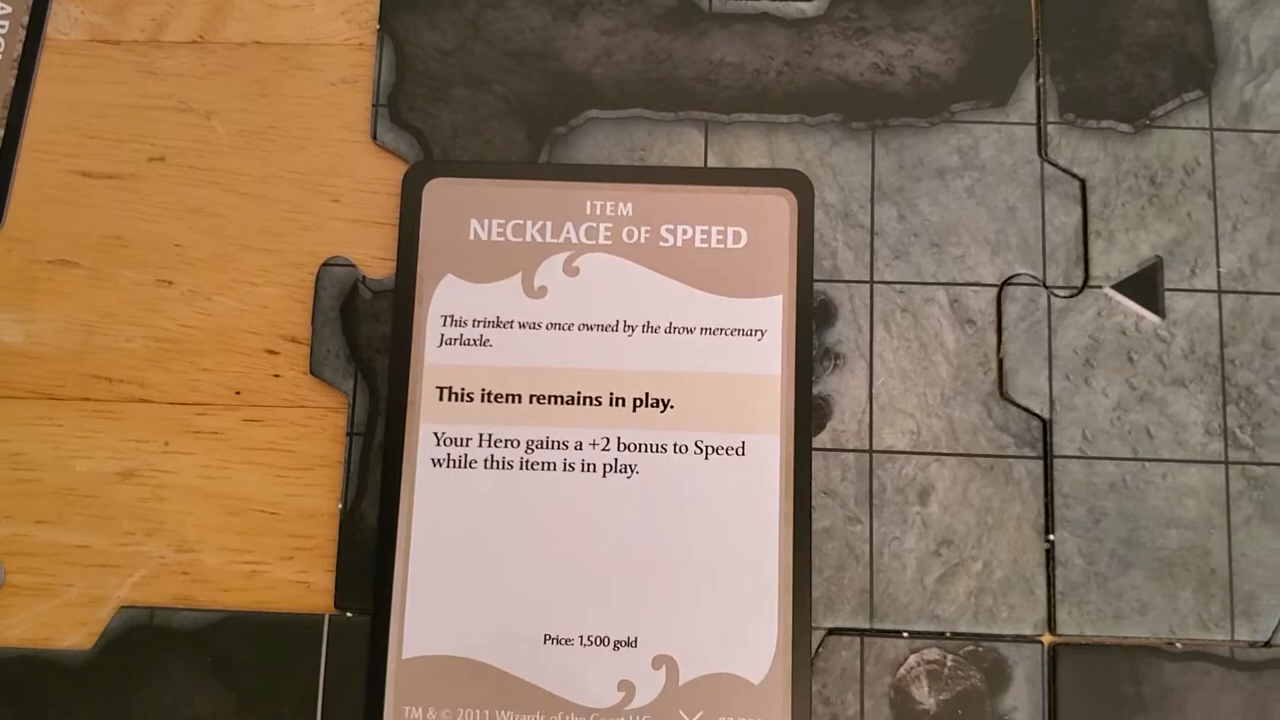 ITEM
NECKLACE OF SPEED
This trinket was once owned by the drow mercenary
Jarlaxle.
This item remains in play.
Your Hero gains a +2 bonus to Speed
while this item is in play.
Price: 1,500 gold
TM & © 2011 Wizards of the Coast LLC